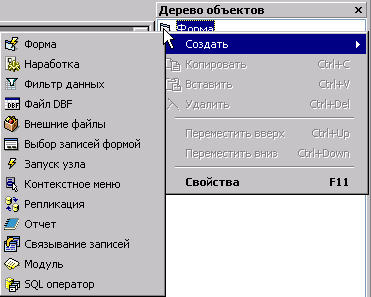 Дерево объектов
Форма
Создать
Копировать Ctrl+C
Вставить Ctrl+V
Удалить Ctrl+Del
Переместить вверх Ctrl+Up
Переместить вниз Ctrl+Down
Свойства F11
Форма
Наработка
Фильтр данных
DBF Файл DBF
Внешние файлы
Выбор записей формой
Запуск узла
Контекстное меню
Репликация
Отчет
Связывание записей
Модуль
SQL SQL оператор